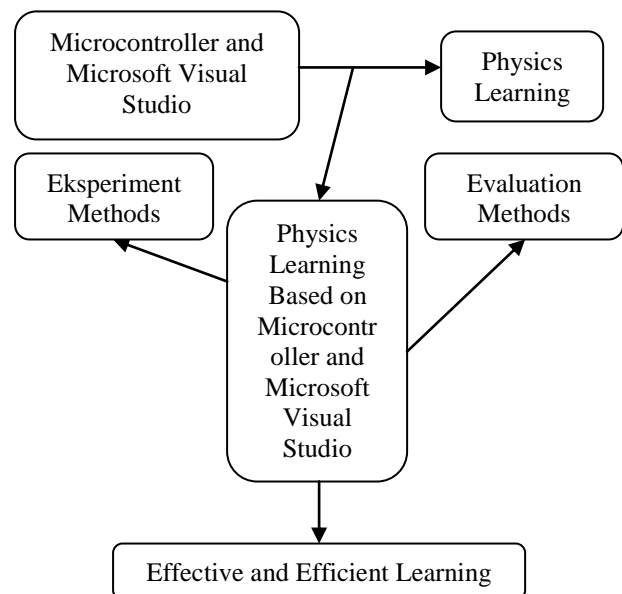 Microcontroller and
Microsoft Visual
Studio
Physics
Learning
Eksperiment
Methods
Evaluation
Methods
Physics
Learning
Based on
Microcontr
oller and
Microsoft
Visual
Studio
Effective and Efficient Learning